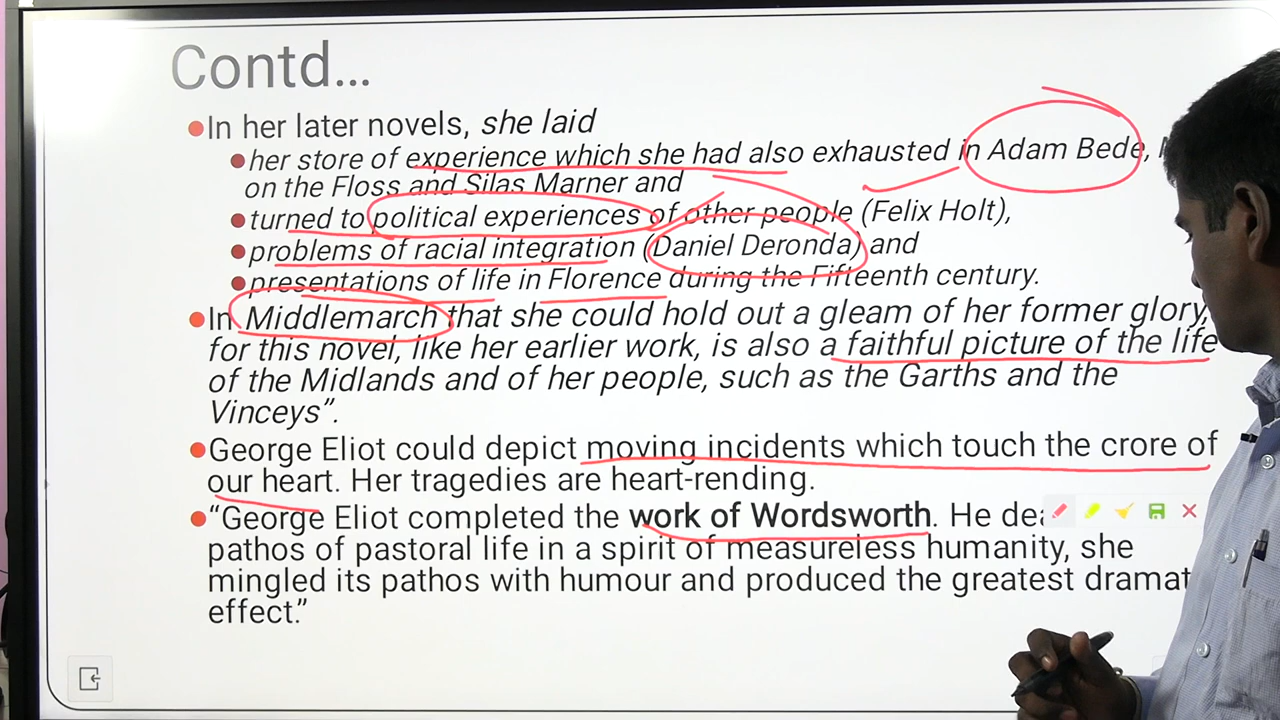 Contd...
In her later novels, she laid
her store of experience which she had also exhausted in Adam Bede,
on the Floss and Silas Marner and
turned to political experiences of other people (Felix Holt),
problems of racial integration (Daniel Deronda) and
presentations of life in Florence during the Fifteenth century.
In Middlemarch that she could hold out a gleam of her former glory,
for this novel, like her earlier work, is also a faithful picture of the life
of the Midlands and of her people, such as the Garths and the
Vinceys”.
George Eliot could depict moving incidents which touch the crore of
our heart. Her tragedies are heart-rending.
“George Eliot completed the work of Wordsworth. He
pathos of pastoral life in a spirit of measureless humanity, she
mingled its pathos with humour and produced the greatest
effect.”